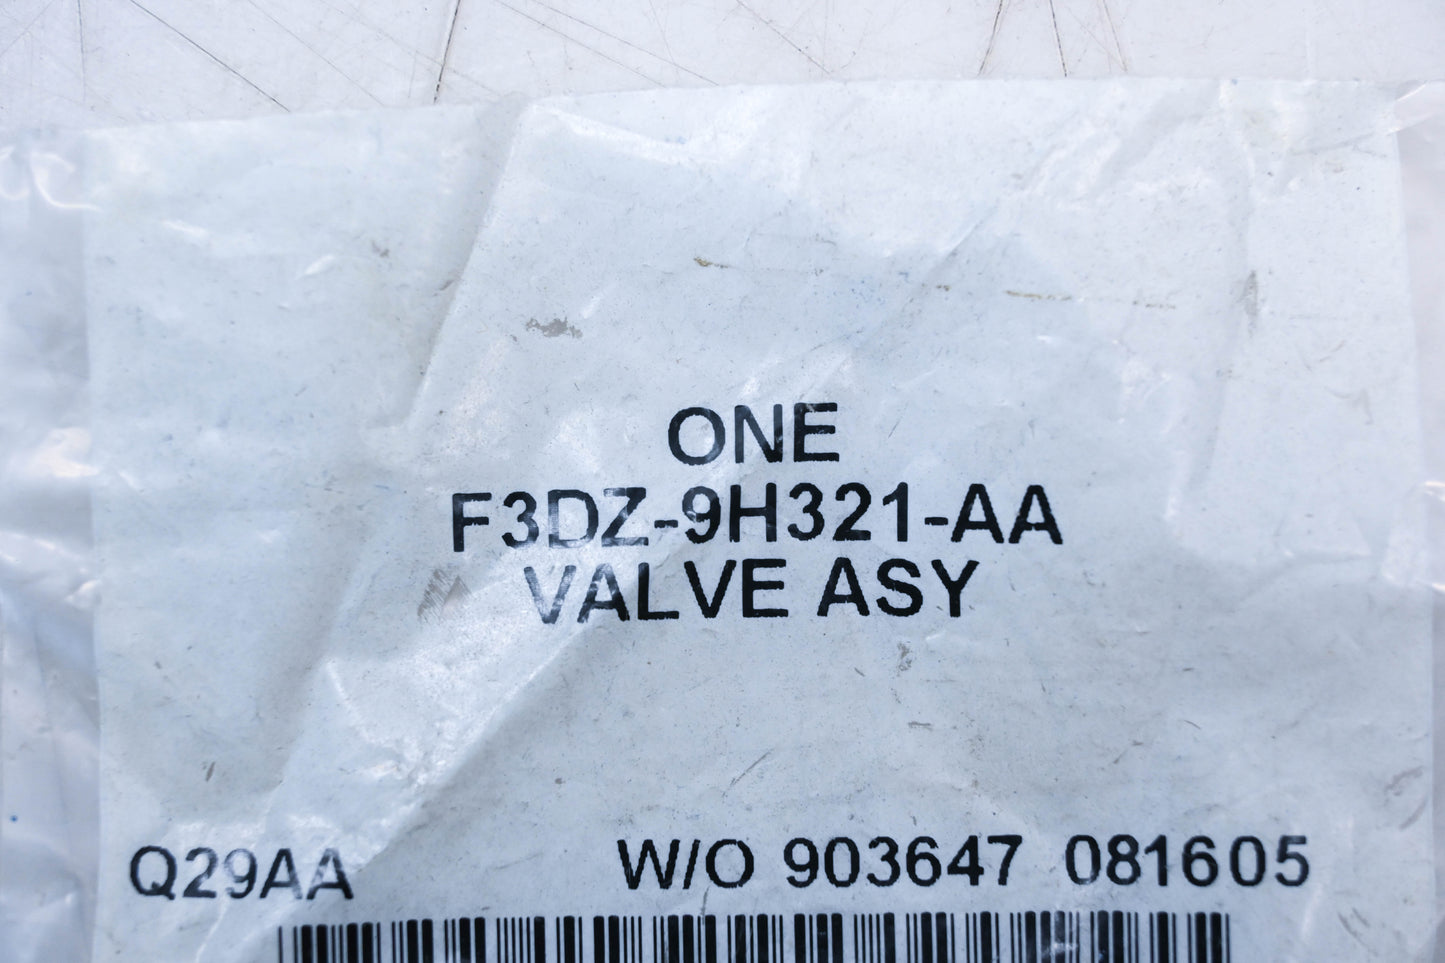 ONE
F3DZ-9H321-AA
VALVE ASY
Q29AA W/O 903647 081605